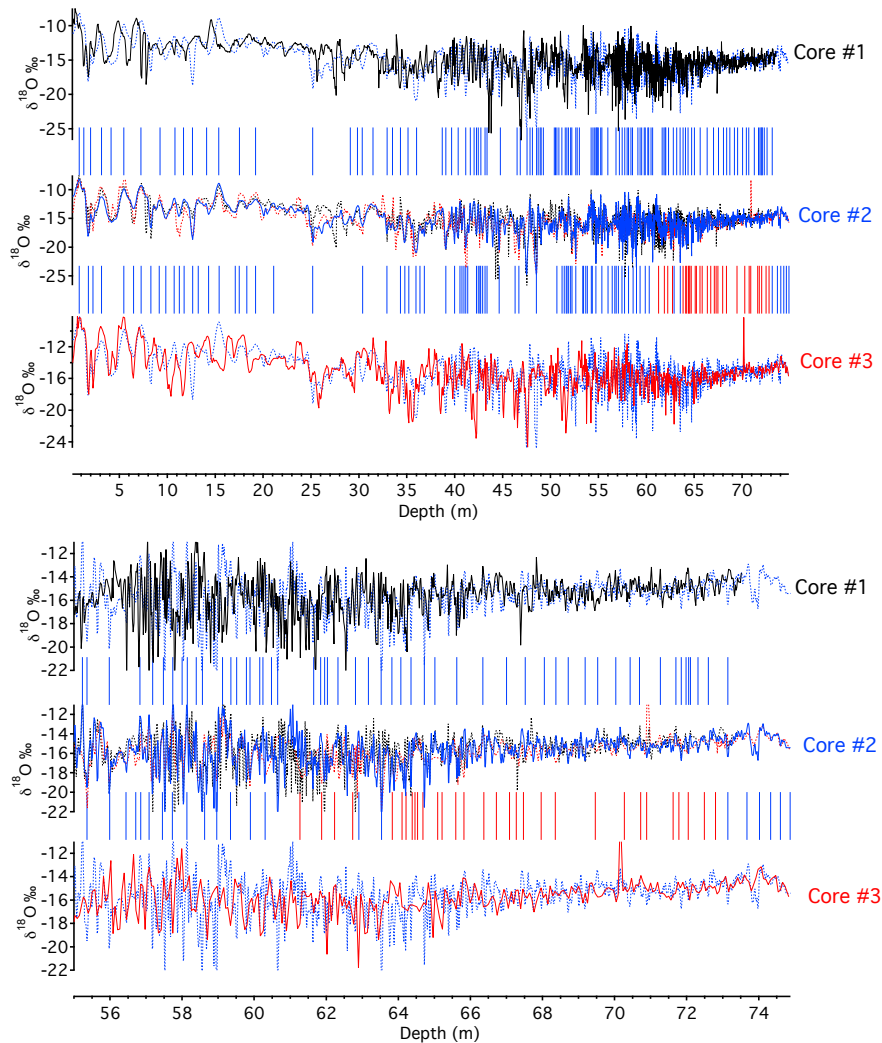 -10
-15
-20
-25
δ18O ‰
Core #1
-10
-15
-20
-25
δ18O ‰
Core #2
-12
-16
-20
-24
δ18O ‰
Core #3
5 10 15 20 25 30 35 40 45 50 55 60 65 70
Depth (m)
-12
-14
-16
-18
-20
-22
δ18O ‰
Core #1
-12
-14
-16
-18
-20
-22
δ18O ‰
Core #2
-12
-14
-16
-18
-20
-22
δ18O ‰
Core #3
56 58 60 62 64 66 68 70 72 74
Depth (m)